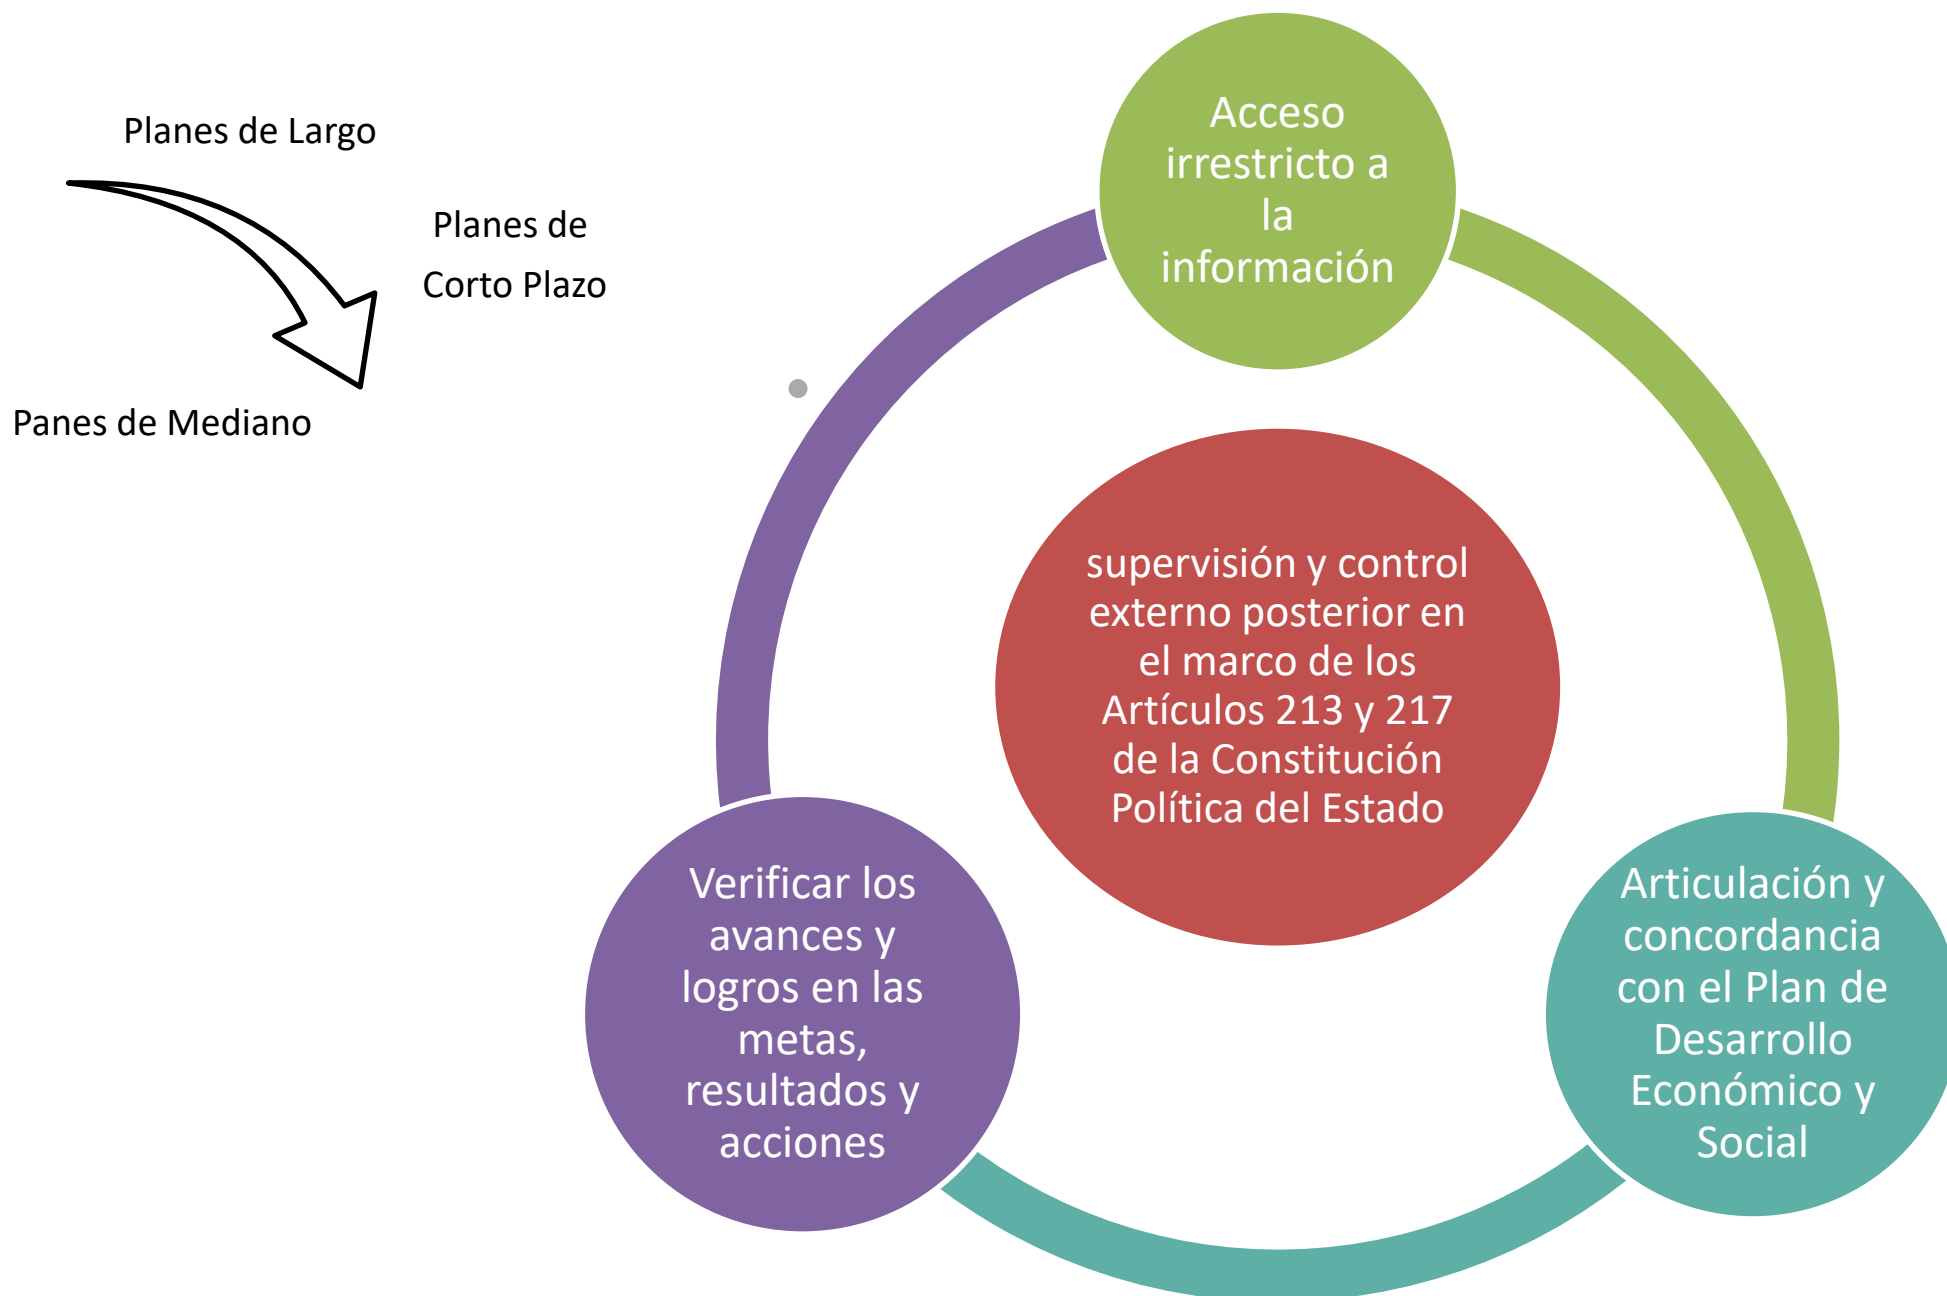 Planes de Largo
Planes de
Corto Plazo
Panes de Mediano
Acceso
irrestricto a
la
información
supervisión y control
externo posterior en
el marco de los
Artículos 213 y 217
de la Constitución
Política del Estado
Verificar los
avances y
logros en las
metas,
resultados y
acciones
Articulación y
concordancia
con el Plan de
Desarrollo
Económico y
Social